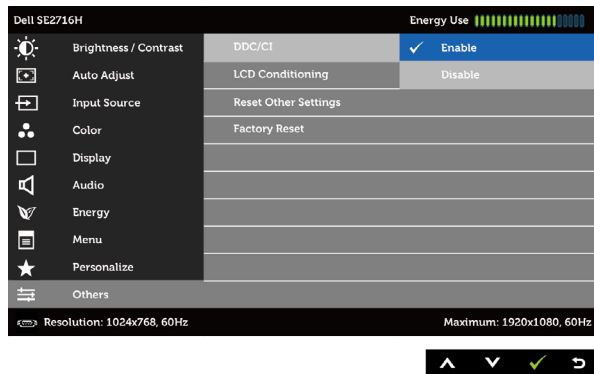 Dell SE2716H Energy Use
Brightness / Contrast DDC/CI Enable
Auto Adjust LCD Conditioning Disable
Input Source Reset Other Settings
Color Factory Reset
Display
Audio
Energy
Menu
Personalize
Others
Resolution: 1024x768, 60Hz Maximum: 1920x1080, 60Hz